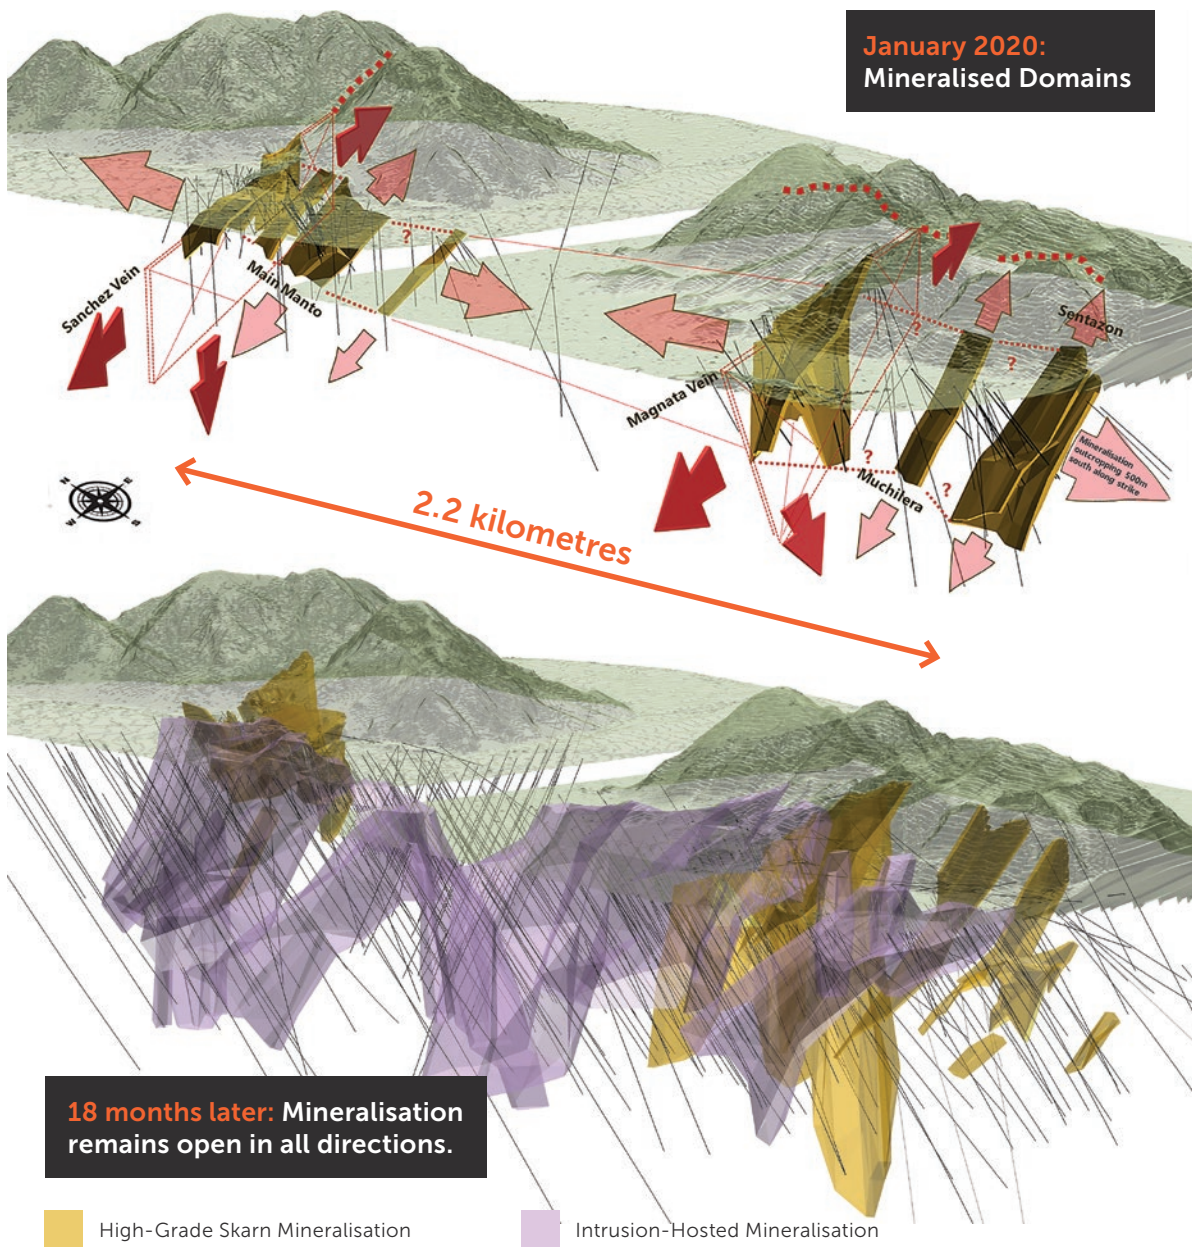 January 2020:
Mineralised Domains
Sanchez Vein
Main Manto
?
Sentazon
?
?
Magnata Vein
?
Muchilera
?
Mineralisation
outcropping 500m
south along strike
N
E
W
S
2.2 kilometres
18 months later: Mineralisation
remains open in all directions.
High-Grade Skarn Mineralisation
Intrusion-Hosted Mineralisation